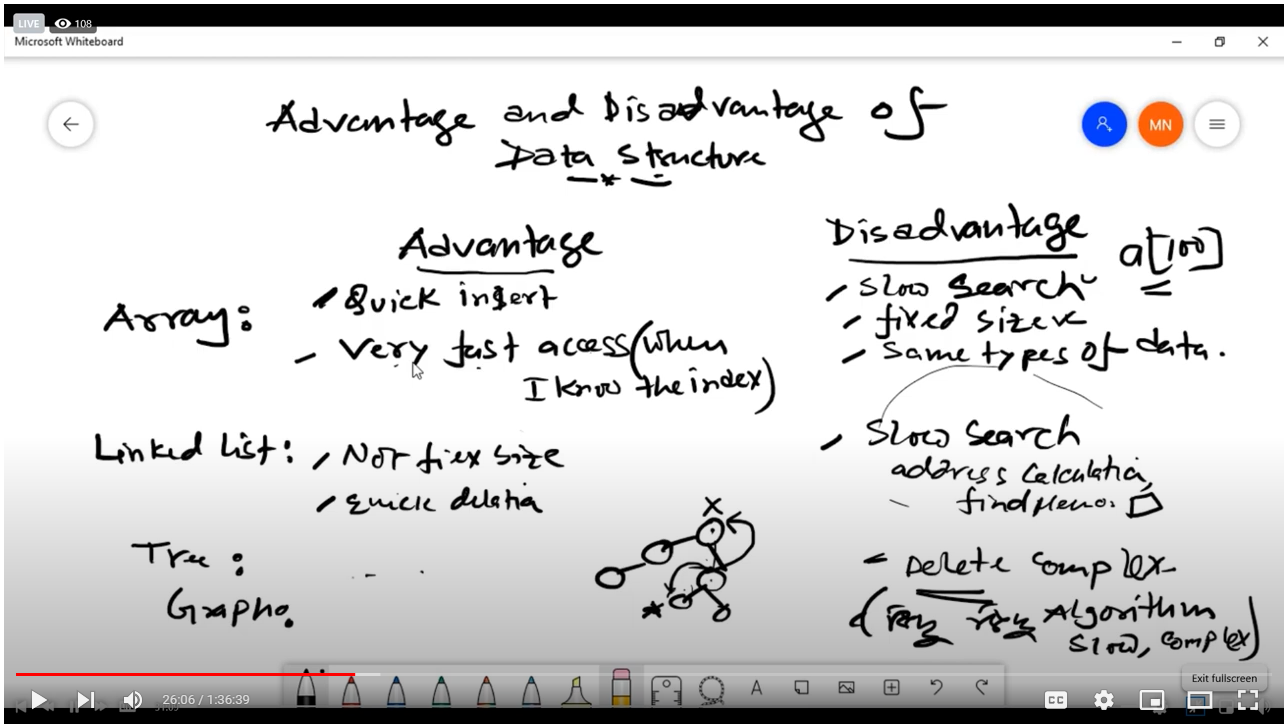 LIVE 108
Microsoft Whiteboard
Advantage and Disadvantage of
Data Structure
MN
Advantage
Disadvantage
a[100]
Array:
Quick insert
Very fast access (when
I know the index)
slow search
fixed size
same types of data.
Linked List:
Not fiex size
Quick deletion
Slow Search
address calculation
find memo.
Tree:
Graph.
X
Delete complex
Algorithm
slow, complex)
26:06 / 1:36:39
A
CC
Exit fullscreen